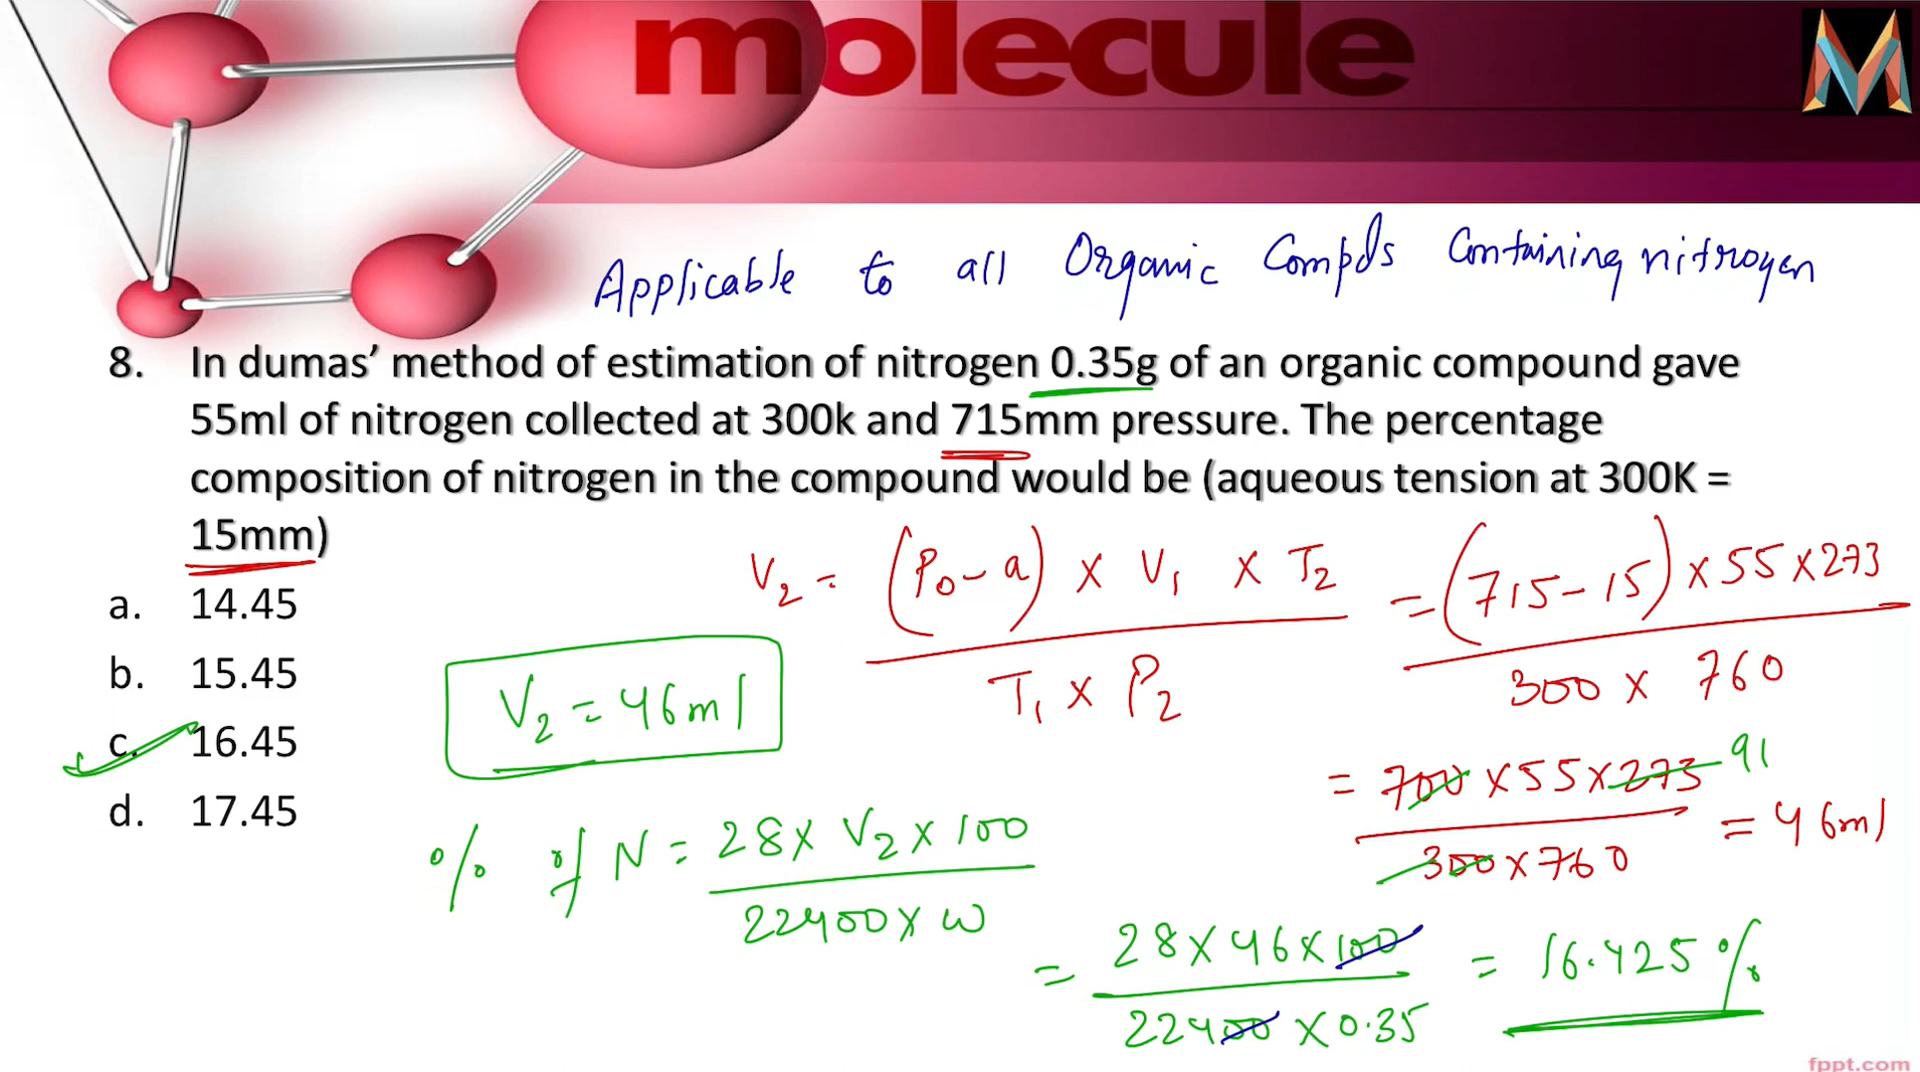 molecule
Applicable to all Organic Compds Containing nitrogen
8. In dumas’ method of estimation of nitrogen 0.35g of an organic compound gave
55ml of nitrogen collected at 300k and 715mm pressure. The percentage
composition of nitrogen in the compound would be (aqueous tension at 300K =
15mm)
a. 14.45
b. 15.45
c. 16.45
d. 17.45
V₂ = (P₀ - a) × V₁ × T₂ / T₁ × P₂ = (715 - 15) × 55 × 273 / 300 × 760
= 700 × 55 × 273 91 / 300 × 760 = 46ml
V₂ = 46ml
% of N = 28 × V₂ × 100 / 22400 × W
= 28 × 46 × 100 / 22400 × 0.35 = 16.425 %
fppt.com